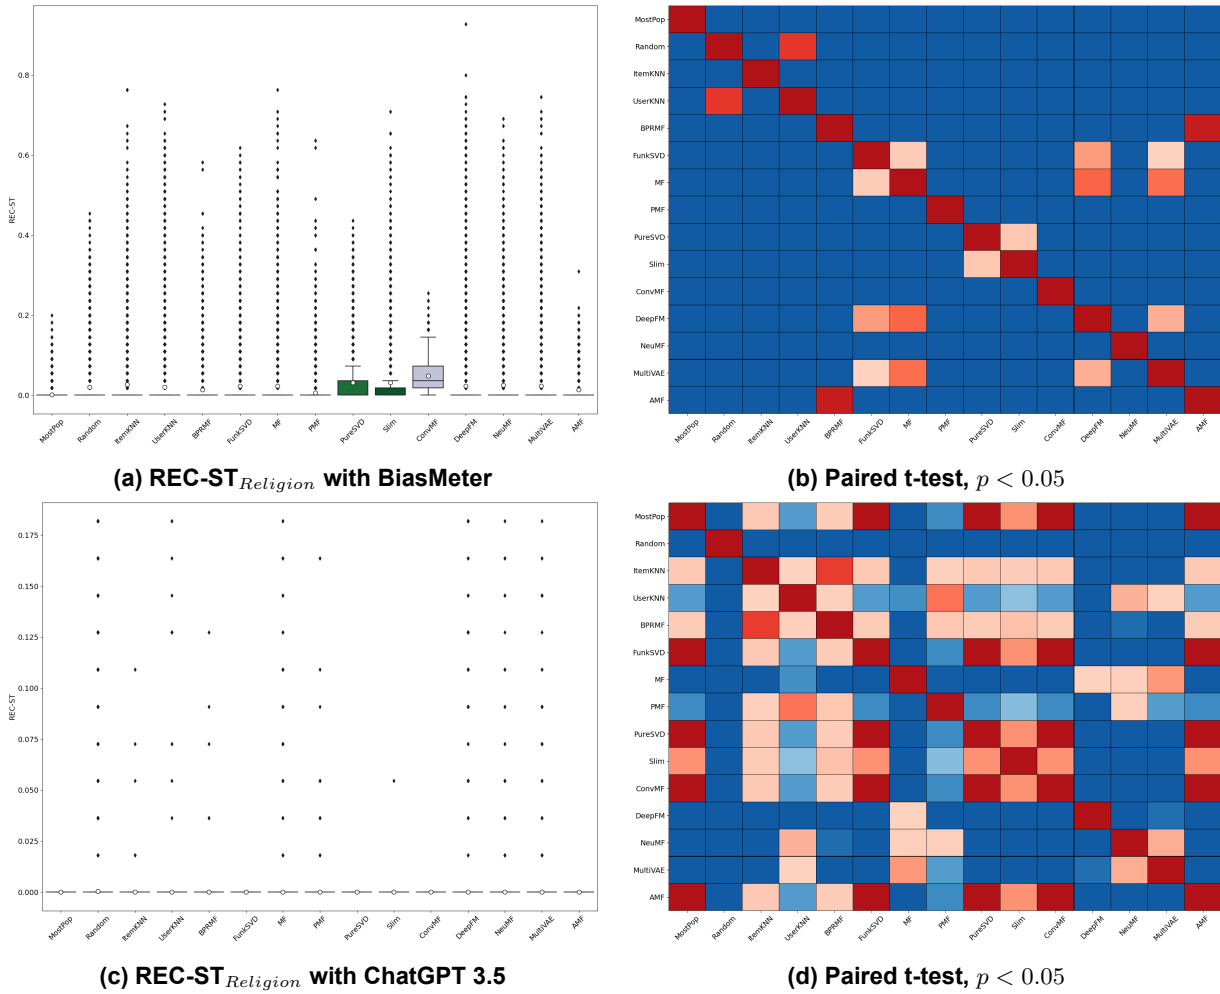 0.8
0.6
0.4
0.2
0.0
REC-ST
MostPop
Random
ItemKNN
UserKNN
BPRMF
FunkSVD
MF
PMF
PureSVD
Slim
ConvMF
DeepFM
NeuMF
MultiVAE
AMF
(a) REC-ST_Religion with BiasMeter
MostPop
Random
ItemKNN
UserKNN
BPRMF
FunkSVD
MF
PMF
PureSVD
Slim
ConvMF
DeepFM
NeuMF
MultiVAE
AMF
MostPop
Random
ItemKNN
UserKNN
BPRMF
FunkSVD
MF
PMF
PureSVD
Slim
ConvMF
DeepFM
NeuMF
MultiVAE
AMF
(b) Paired t-test, p < 0.05
0.175
0.150
0.125
0.100
0.075
0.050
0.025
0.000
REC-ST
MostPop
Random
ItemKNN
UserKNN
BPRMF
FunkSVD
MF
PMF
PureSVD
Slim
ConvMF
DeepFM
NeuMF
MultiVAE
AMF
(c) REC-ST_Religion with ChatGPT 3.5
MostPop
Random
ItemKNN
UserKNN
BPRMF
FunkSVD
MF
PMF
PureSVD
Slim
ConvMF
DeepFM
NeuMF
MultiVAE
AMF
MostPop
Random
ItemKNN
UserKNN
BPRMF
FunkSVD
MF
PMF
PureSVD
Slim
ConvMF
DeepFM
NeuMF
MultiVAE
AMF
(d) Paired t-test, p < 0.05